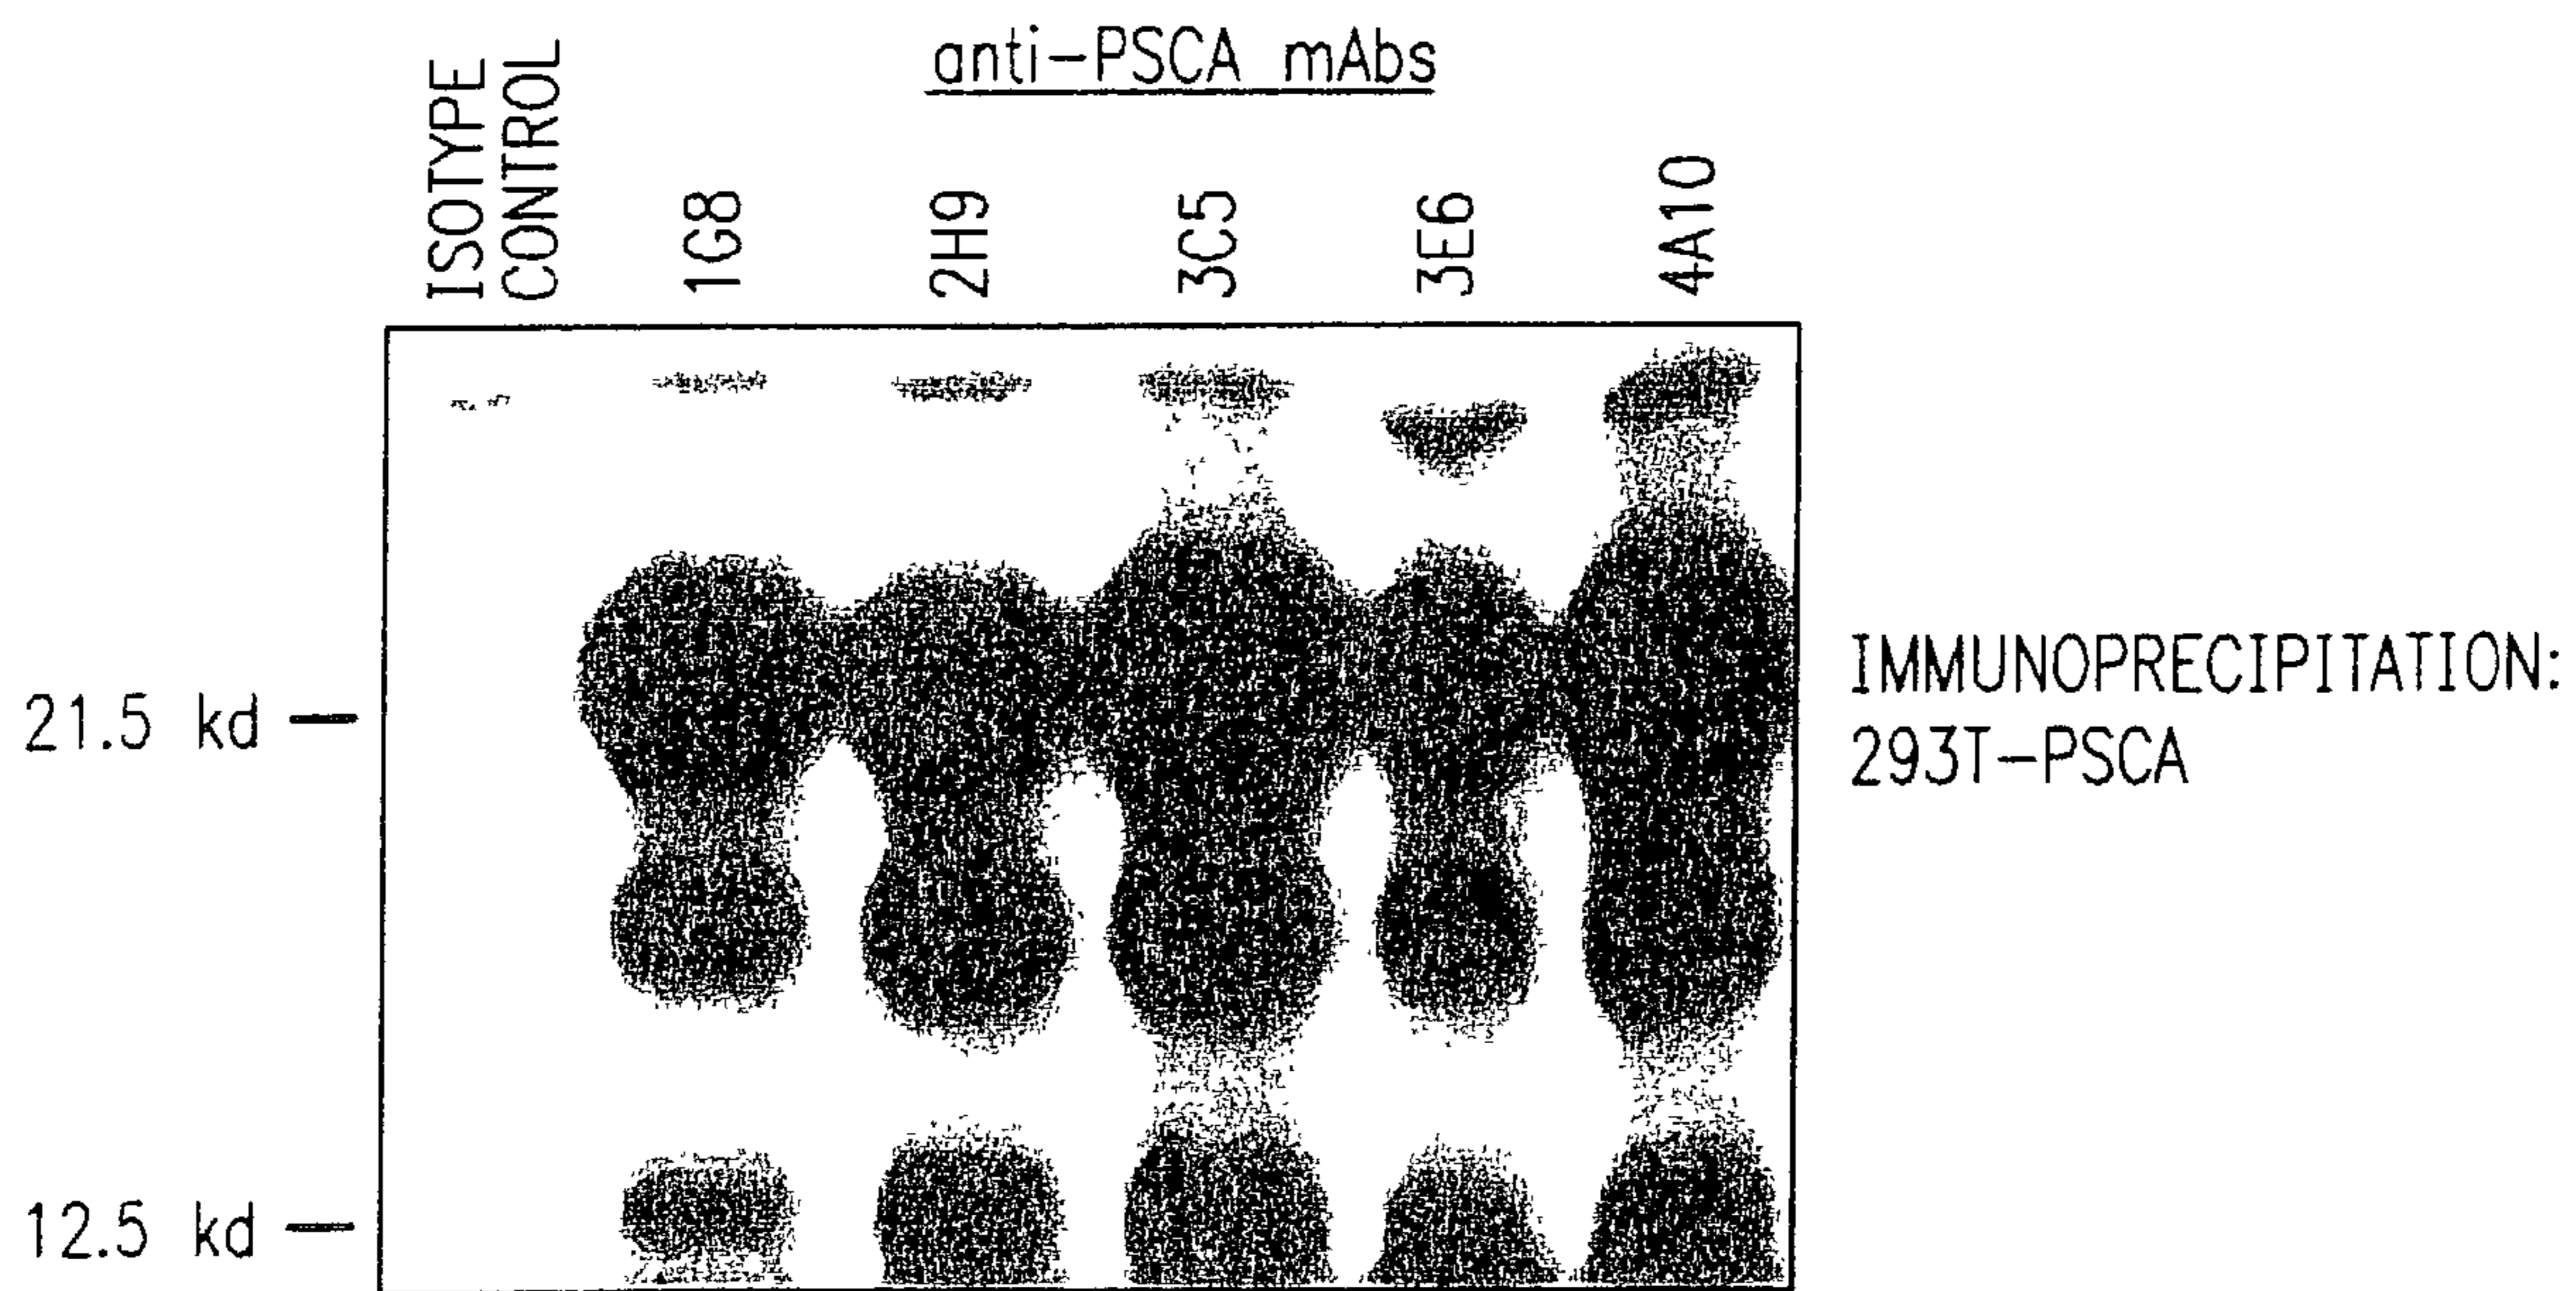 anti-PSCA mAbs
ISOTYPE
CONTROL
1G8
2H9
3C5
3E6
4A10
21.5 kd
12.5 kd
IMMUNOPRECIPITATION:
293T-PSCA